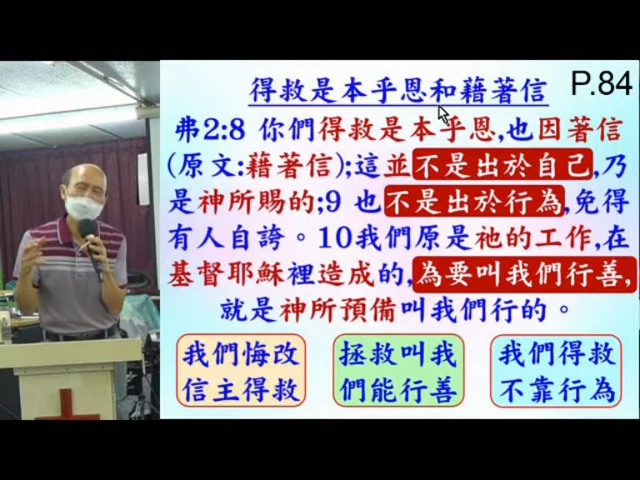 得救是本乎恩和藉著信
P.84
弗2:8 你們得救是本乎恩,也因著信
(原文:藉著信);這並不是出於自己,乃
是神所賜的;9 也不是出於行為,免得
有人自誇。10我們原是祂的工作,在
基督耶穌裡造成的,為要叫我們行善,
就是神所預備叫我們行的。
我們悔改
信主得救
拯救叫我
們能行善
我們得救
不靠行為